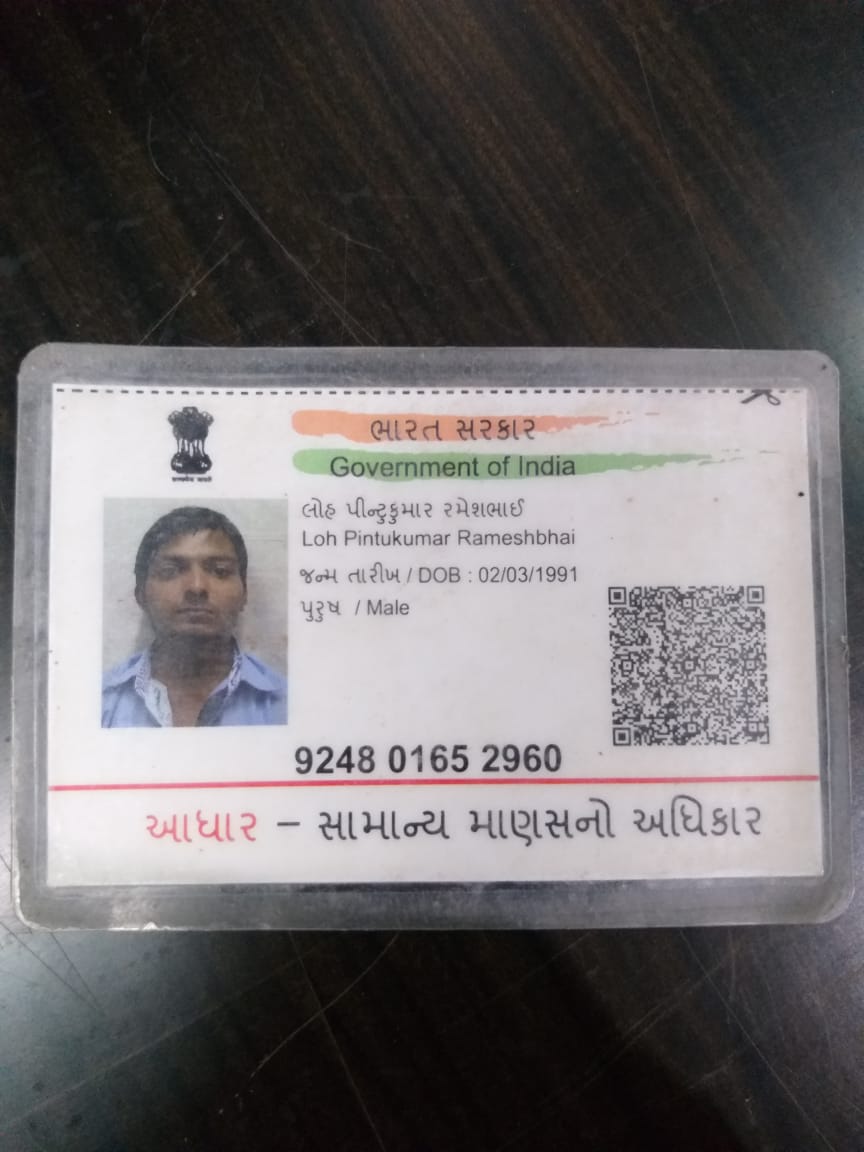 ભારત સરકાર
Government of India
લોહ પીન્ટુકુમાર રમેશભાઈ
Loh Pintukumar Rameshbhai
જન્મ તારીખ / DOB : 02/03/1991
પુરુષ / Male
9248 0165 2960
આધાર – સામાન્ય માણસનો અધિકાર